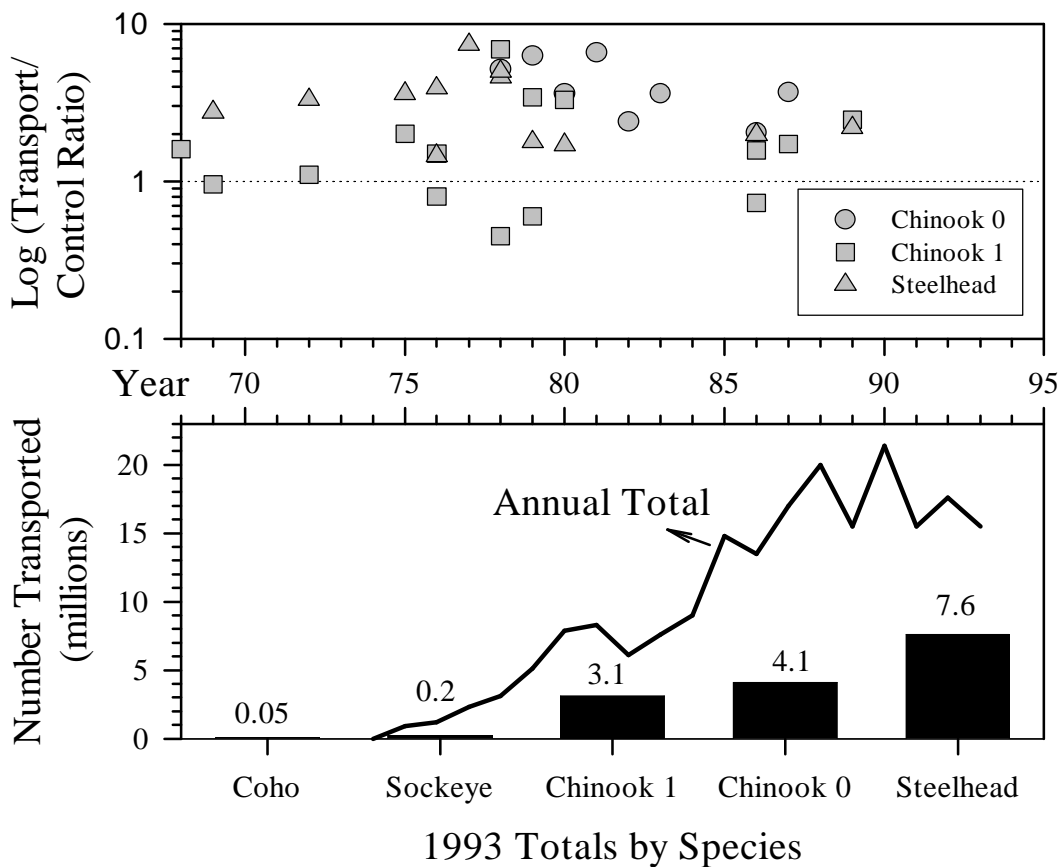 Log (Transport/
Control Ratio)
10
1
0.1
Chinook 0
Chinook 1
Steelhead
Year 70 75 80 85 90 95
Number Transported
(millions)
20
15
10
5
0
Annual Total
0.05
0.2
3.1
4.1
7.6
Coho Sockeye Chinook 1 Chinook 0 Steelhead
1993 Totals by Species